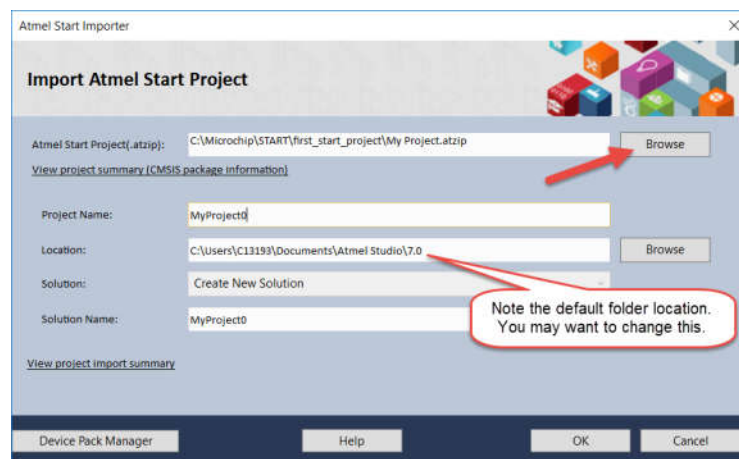 Atmel Start Importer
Import Atmel Start Project
Atmel Start Project(.atzip): C:\Microchip\START\first_start_project\My Project.atzip Browse
View project summary (CMSIS package information)
Project Name: MyProject0
Location: C:\Users\C13193\Documents\Atmel Studio\7.0 Browse
Solution: Create New Solution
Note the default folder location.
You may want to change this.
Solution Name: MyProject0
View project import summary
Device Pack Manager Help OK Cancel